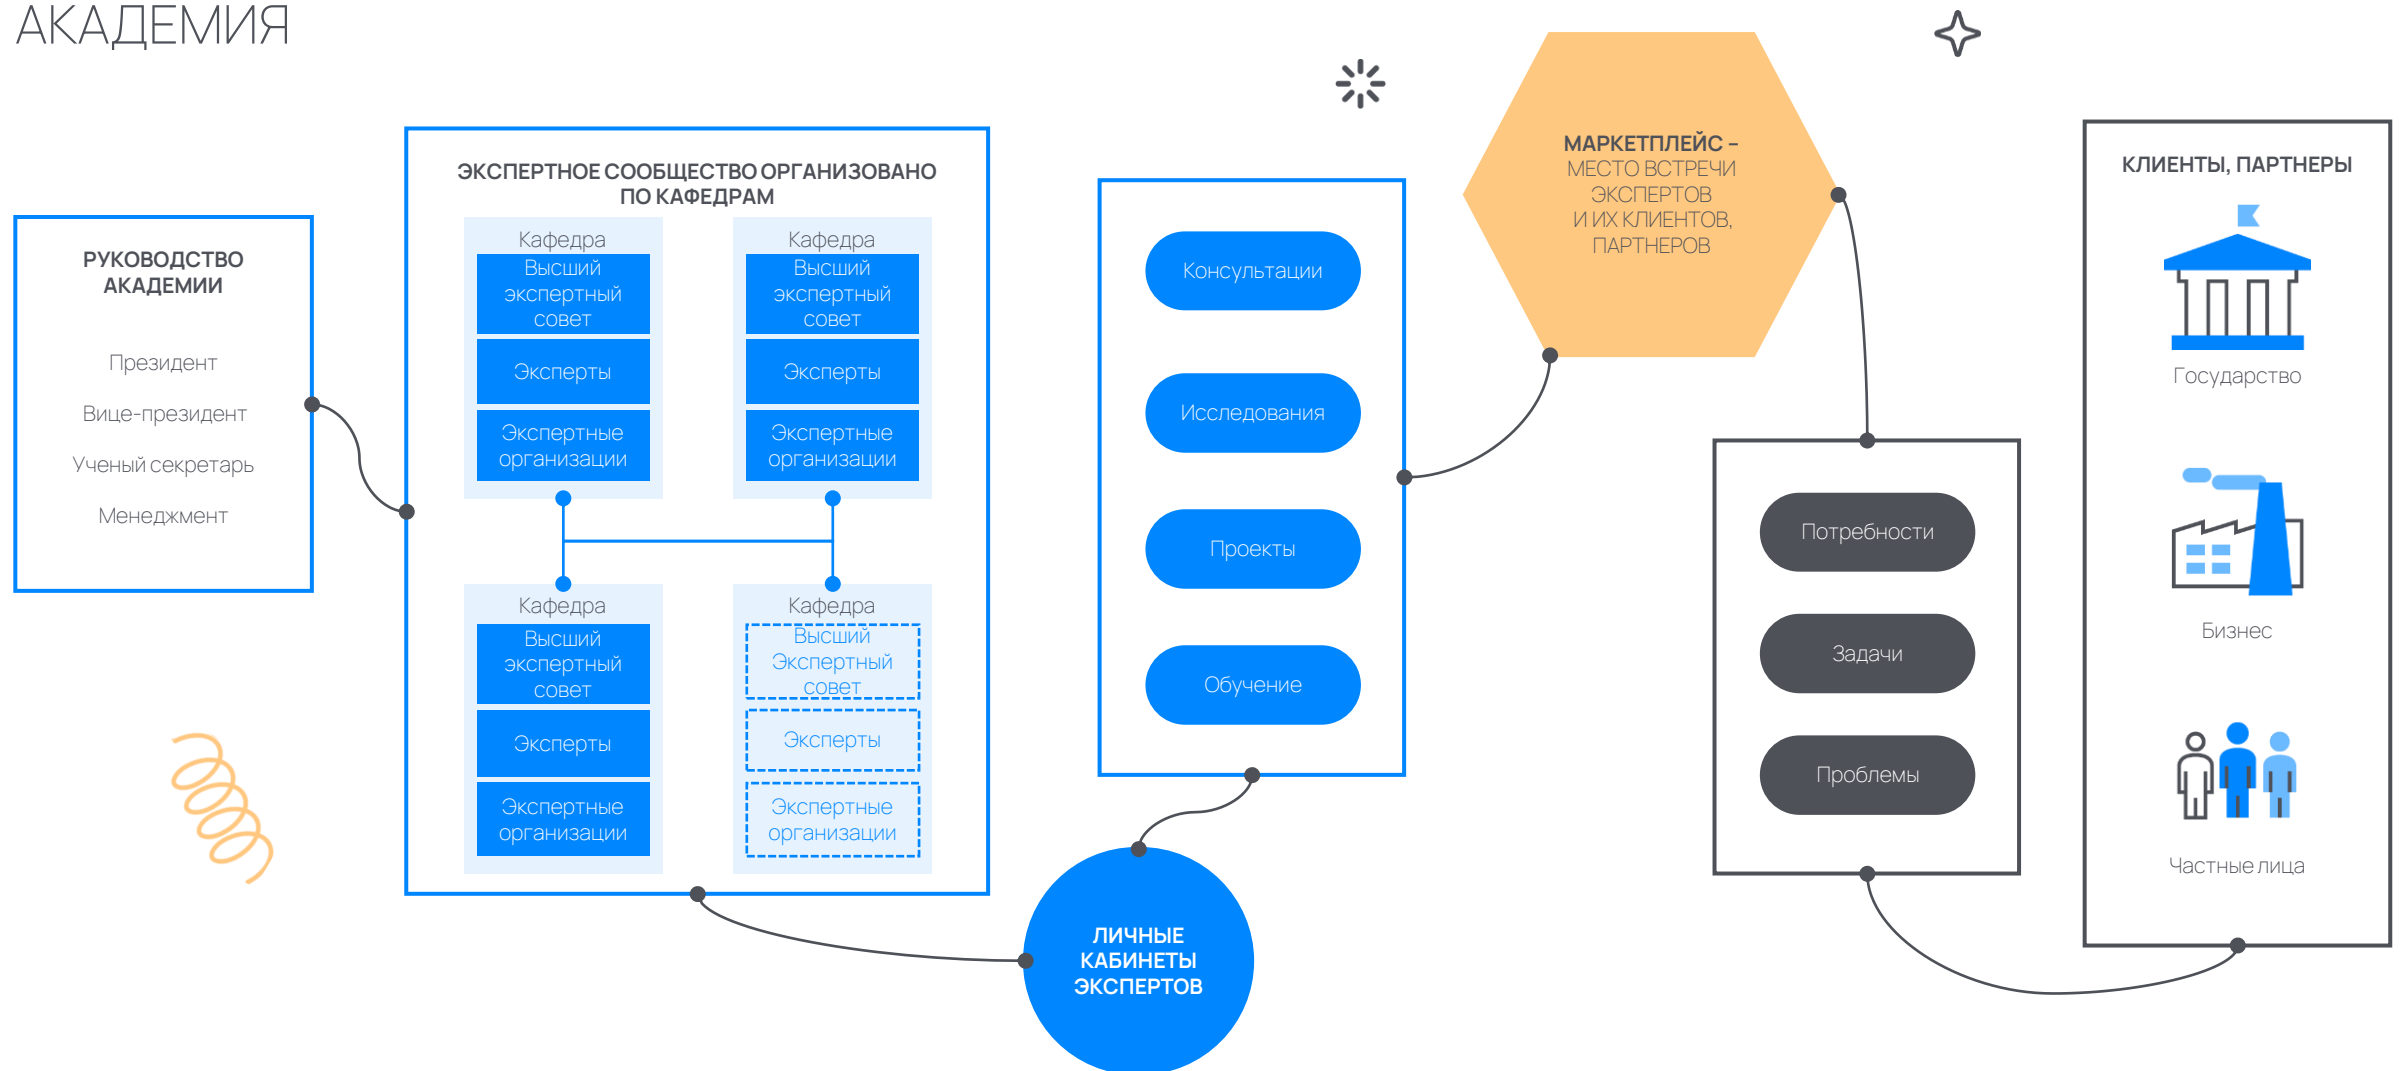 АКАДЕМИЯ
РУКОВОДСТВО
АКАДЕМИИ
Президент
Вице-президент
Ученый секретарь
Менеджмент
ЭКСПЕРТНОЕ СООБЩЕСТВО ОРГАНИЗОВАНО
ПО КАФЕДРАМ
Кафедра
Высший
экспертный
совет
Эксперты
Экспертные
организации
Кафедра
Высший
экспертный
совет
Эксперты
Экспертные
организации
Кафедра
Высший
экспертный
совет
Эксперты
Экспертные
организации
Кафедра
Высший
Экспертный
совет
Эксперты
Экспертные
организации
ЛИЧНЫЕ
КАБИНЕТЫ
ЭКСПЕРТОВ
Консультации
Исследования
Проекты
Обучение
МАРКЕТПЛЕЙС –
МЕСТО ВСТРЕЧИ
ЭКСПЕРТОВ
И ИХ КЛИЕНТОВ,
ПАРТНЕРОВ
Потребности
Задачи
Проблемы
КЛИЕНТЫ, ПАРТНЕРЫ
Государство
Бизнес
Частные лица